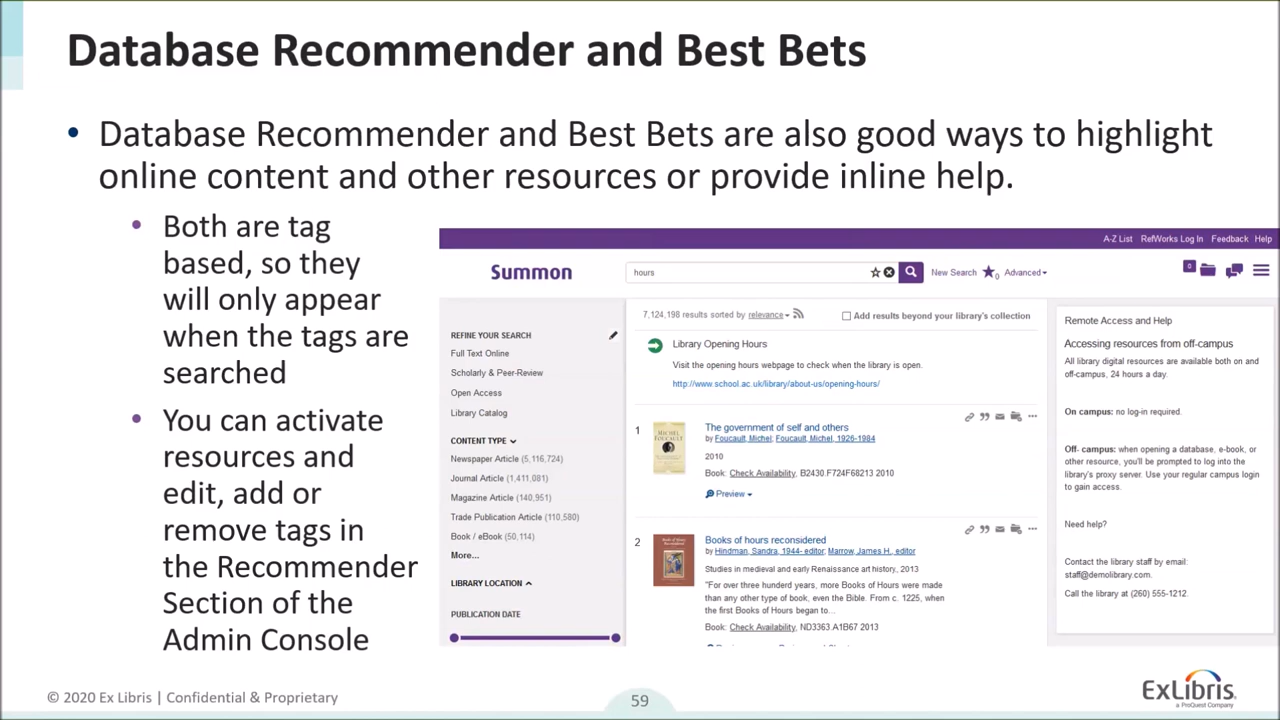 Database Recommender and Best Bets
• Database Recommender and Best Bets are also good ways to highlight
online content and other resources or provide inline help.
• Both are tag
based, so they
will only appear
when the tags are
searched
• You can activate
resources and
edit, add or
remove tags in
the Recommender
Section of the
Admin Console
A-Z List RefWorks Log In Feedback Help
Summon
hours
New Search
0
Advanced
0
REFINE YOUR SEARCH
Full Text Online
Scholarly & Peer-Review
Open Access
Library Catalog
CONTENT TYPE
Newspaper Article (5,116,724)
Journal Article (1,411,081)
Magazine Article (140,951)
Trade Publication Article (110,580)
Book / eBook (50,114)
More...
LIBRARY LOCATION
PUBLICATION DATE
7,124,198 results sorted by relevance
Add results beyond your library's collection
Library Opening Hours
Visit the opening hours webpage to check when the library is open.
http://www.school.ac.uk/library/about-us/opening-hours/
1
MICHEL
FOUCAULT
The government of self and others
by Foucault, Michel; Foucault, Michel, 1926-1984
2010
Book: Check Availability, B2430.F724F68213 2010
Preview
2
Books of hours reconsidered
by Hindman, Sandra, 1944- editor; Marrow, James H., editor
Studies in medieval and early Renaissance art history, 2013
"For over three hundred years, more Books of Hours were made
than any other type of book, even the Bible. From c. 1225, when
the first Books of Hours began to...
Book: Check Availability, ND3363.A1B67 2013
Remote Access and Help
Accessing resources from off-campus
All library digital resources are available both on and
off-campus, 24 hours a day.
On campus: no log-in required.
Off- campus: when opening a database, e-book, or
other resource, you'll be prompted to log into the
library's proxy server. Use your regular campus login
to gain access.
Need help?
Contact the library staff by email:
staff@demolibrary.com.
Call the library at (260) 555-1212.
© 2020 Ex Libris | Confidential & Proprietary
59
ExLibris
a ProQuest Company